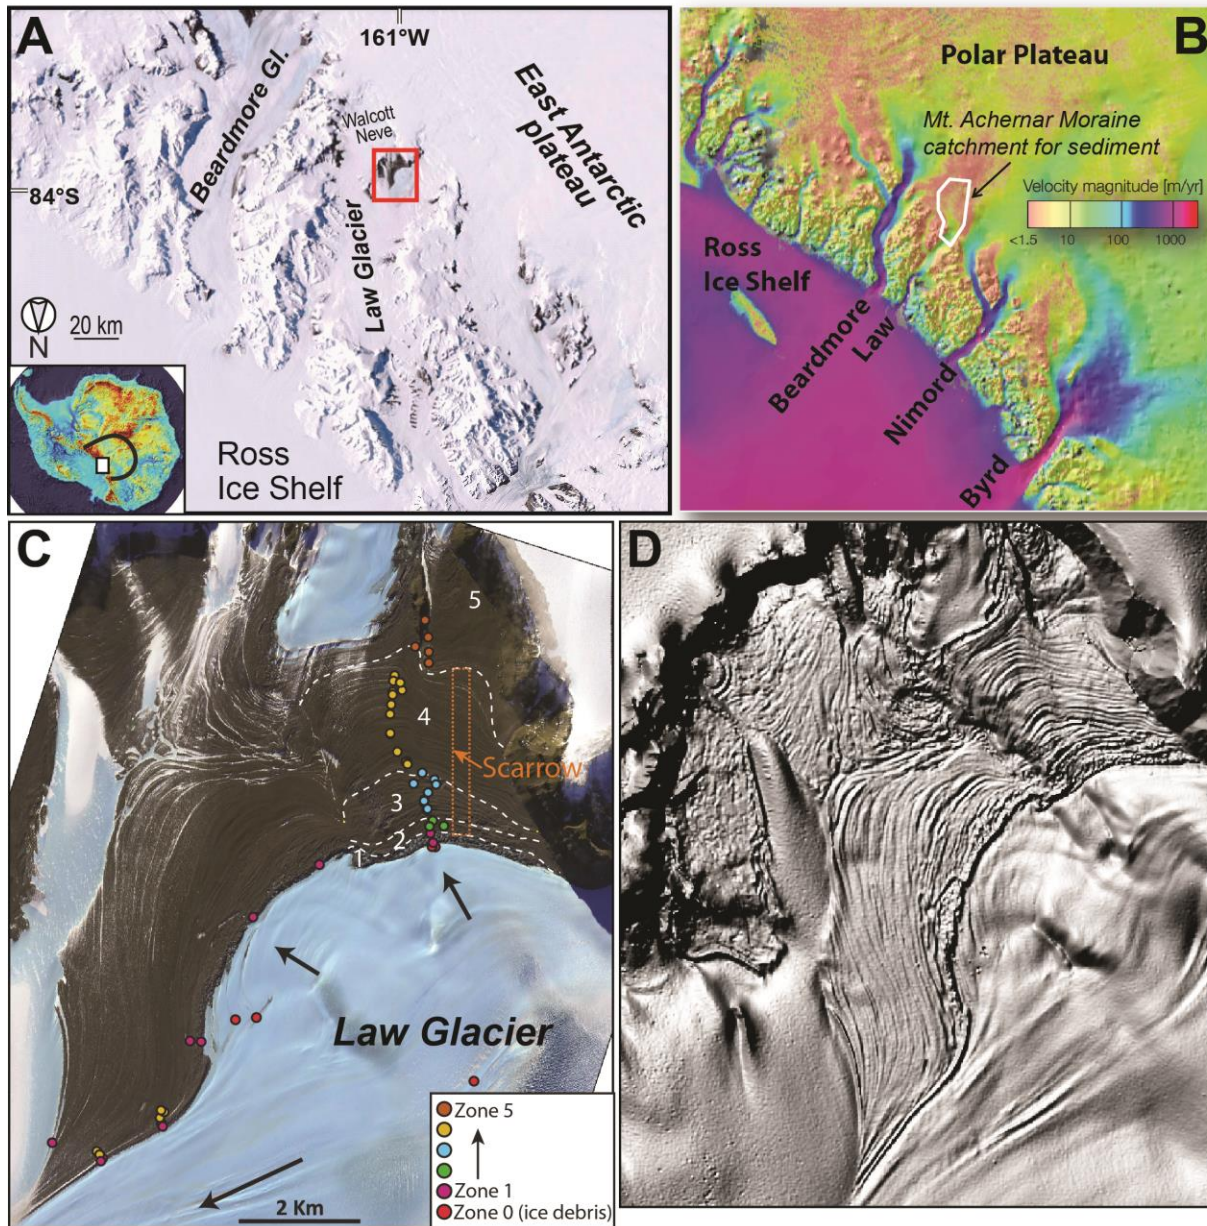 A
161°W
Beardmore Gl.
Walcott
Neve
East Antarctic
plateau
84°S
Law Glacier
N
20 km
Ross
Ice Shelf
B
Polar Plateau
Mt. Achernar Moraine
catchment for sediment
Velocity magnitude [m/yr]
<1.5 10 100 1000
Ross
Ice Shelf
Beardmore
Law
Nimord
Byrd
C
5
4
Scarrow
3
2
1
Law Glacier
Zone 5
Zone 1
Zone 0 (ice debris)
2 Km
D